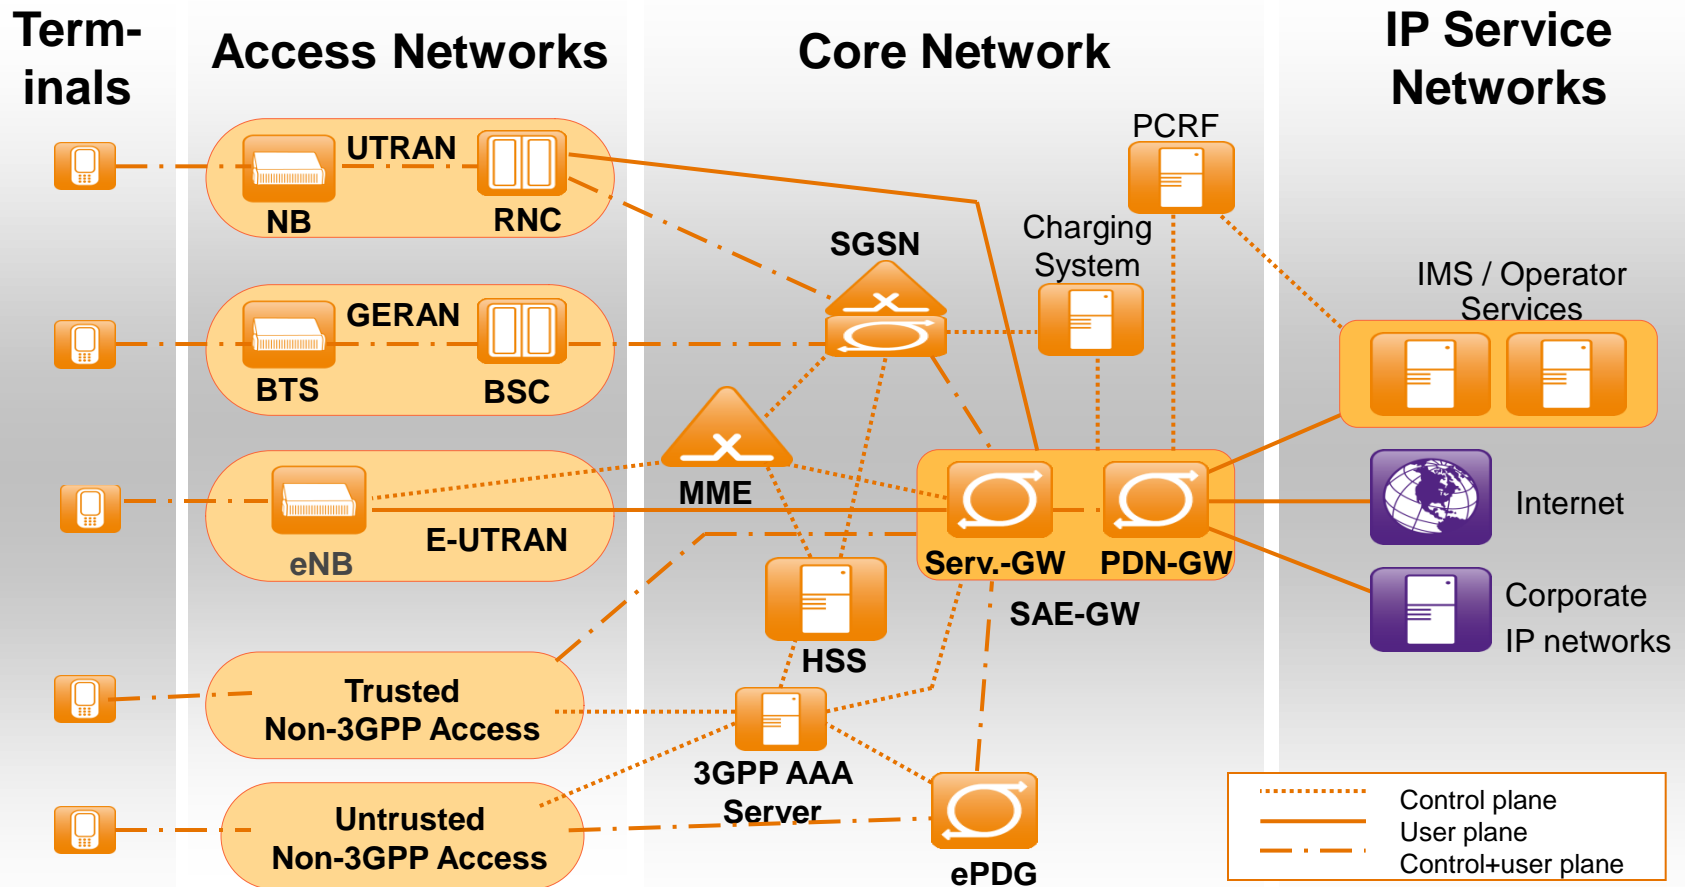 Term-
inals
Access Networks
Core Network
IP Service
Networks
UTRAN
NB
RNC
GERAN
BTS
BSC
eNB
E-UTRAN
Trusted
Non-3GPP Access
Untrusted
Non-3GPP Access
PCRF
Charging
System
SGSN
MME
Serv.-GW
PDN-GW
SAE-GW
HSS
3GPP AAA
Server
ePDG
IMS / Operator
Services
Internet
Corporate
IP networks
Control plane
User plane
Control+user plane